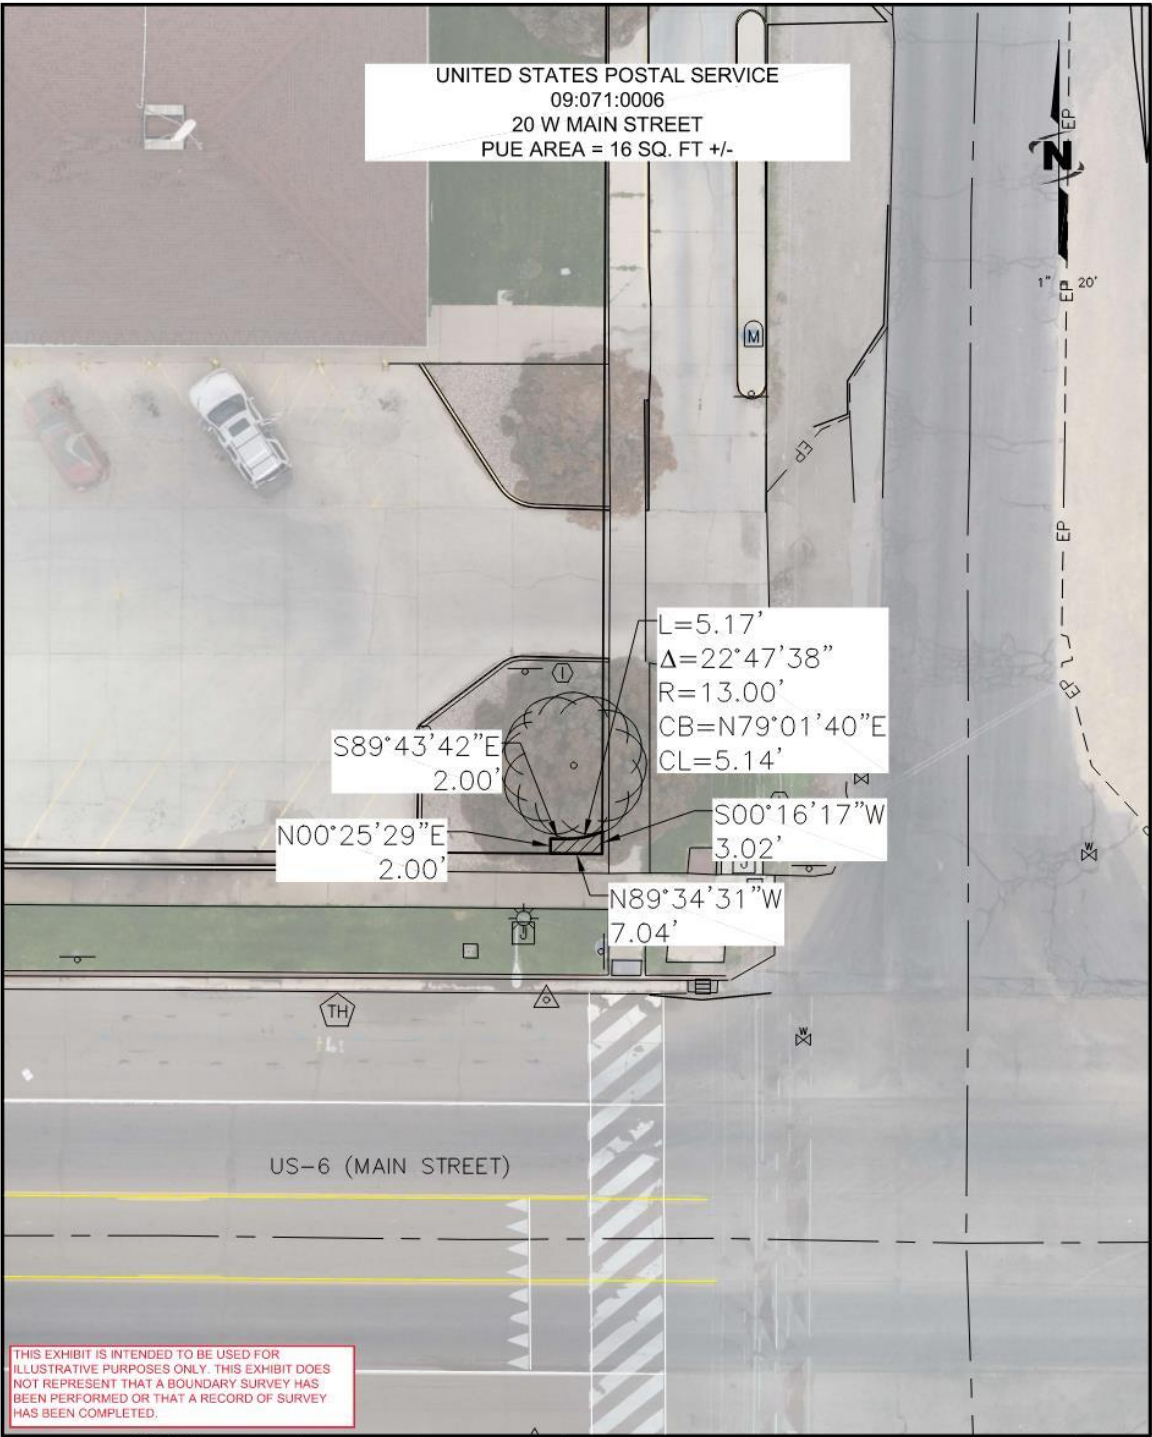 UNITED STATES POSTAL SERVICE
09:071:0006
20 W MAIN STREET
PUE AREA = 16 SQ. FT +/-
EP
N
1" 20'
EP
M
EP
EP
L=5.17'
Δ=22°47'38"
R=13.00'
CB=N79°01'40"E
CL=5.14'
I
EP
S89°43'42"E
2.00'
N00°25'29"E
2.00'
S00°16'17"W
3.02'
W
J
N89°34'31"W
7.04'
J
TH
W
US-6 (MAIN STREET)
THIS EXHIBIT IS INTENDED TO BE USED FOR
ILLUSTRATIVE PURPOSES ONLY. THIS EXHIBIT DOES
NOT REPRESENT THAT A BOUNDARY SURVEY HAS
BEEN PERFORMED OR THAT A RECORD OF SURVEY
HAS BEEN COMPLETED.